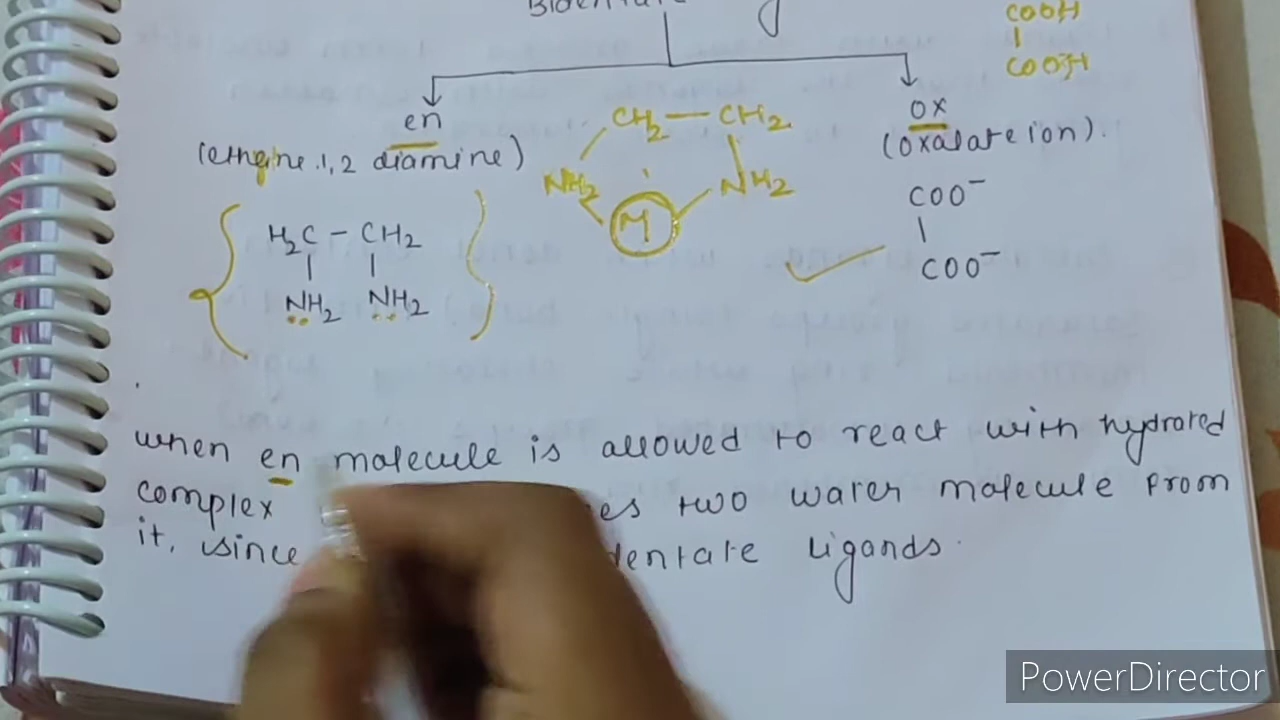 COOH
COOH
en
(ethane 1,2 diamine)
CH2 — CH2
NH2
NH2
M
H2C – CH2
NH2 NH2
ox
(oxalate ion).
COO–
COO–
when en molecule is allowed to react with hydrated
complex two water molecule from
it, since dentate ligands.
PowerDirector